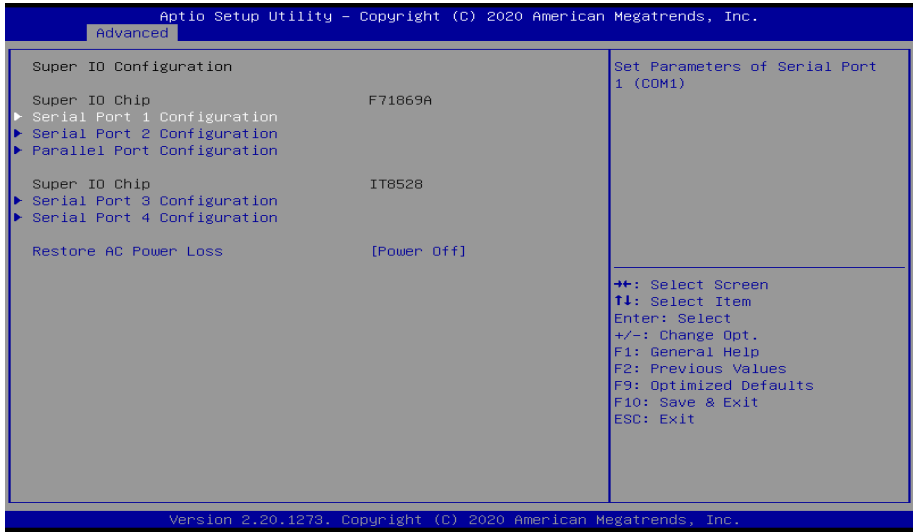 Aptio Setup Utility – Copyright (C) 2020 American Megatrends, Inc.
Advanced
Super IO Configuration
Super IO Chip F71869A
▶ Serial Port 1 Configuration
▶ Serial Port 2 Configuration
▶ Parallel Port Configuration
Super IO Chip IT8528
▶ Serial Port 3 Configuration
▶ Serial Port 4 Configuration
Restore AC Power Loss [Power Off]
Set Parameters of Serial Port
1 (COM1)
→←: Select Screen
↑↓: Select Item
Enter: Select
+/-: Change Opt.
F1: General Help
F2: Previous Values
F9: Optimized Defaults
F10: Save & Exit
ESC: Exit
Version 2.20.1273. Copyright (C) 2020 American Megatrends, Inc.